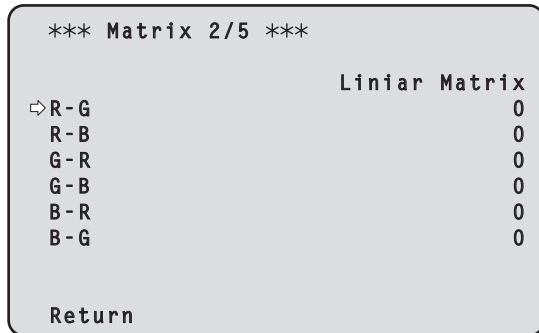 *** Matrix 2/5 ***
Liniar Matrix
⇨R-G 0
R-B 0
G-R 0
G-B 0
B-R 0
B-G 0
Return